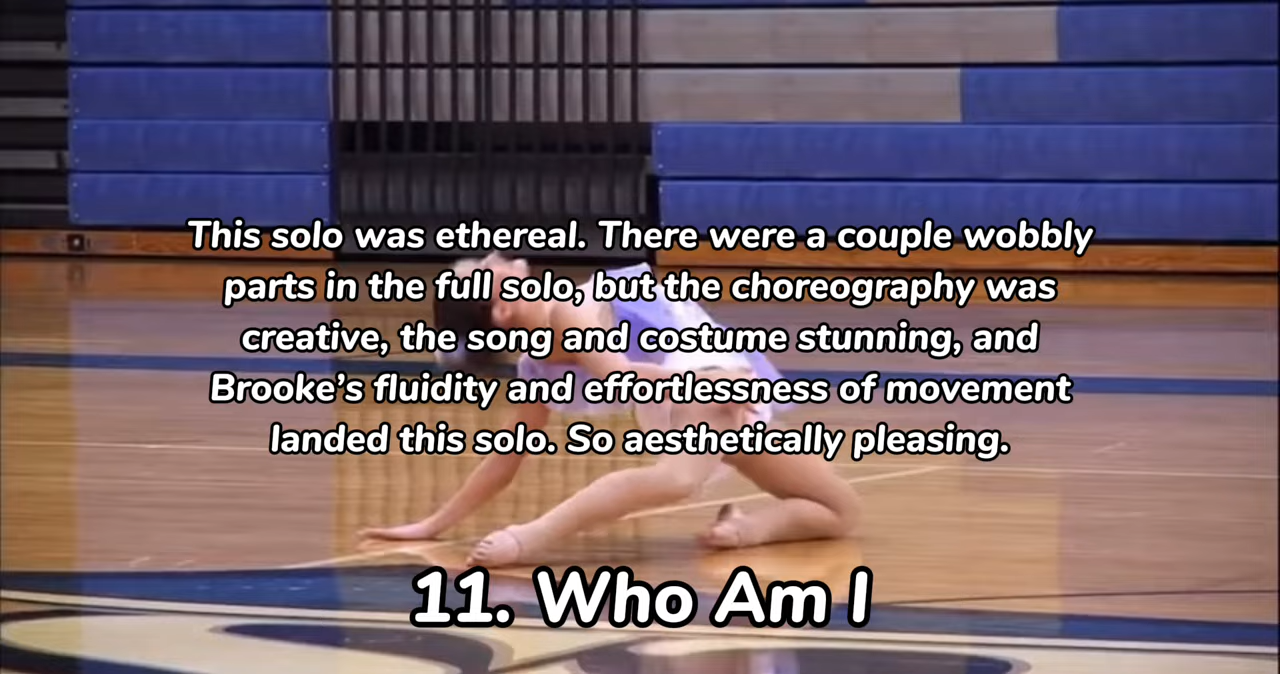 This solo was ethereal. There were a couple wobbly
parts in the full solo, but the choreography was
creative, the song and costume stunning, and
Brooke’s fluidity and effortlessness of movement
landed this solo. So aesthetically pleasing.
11. Who Am I